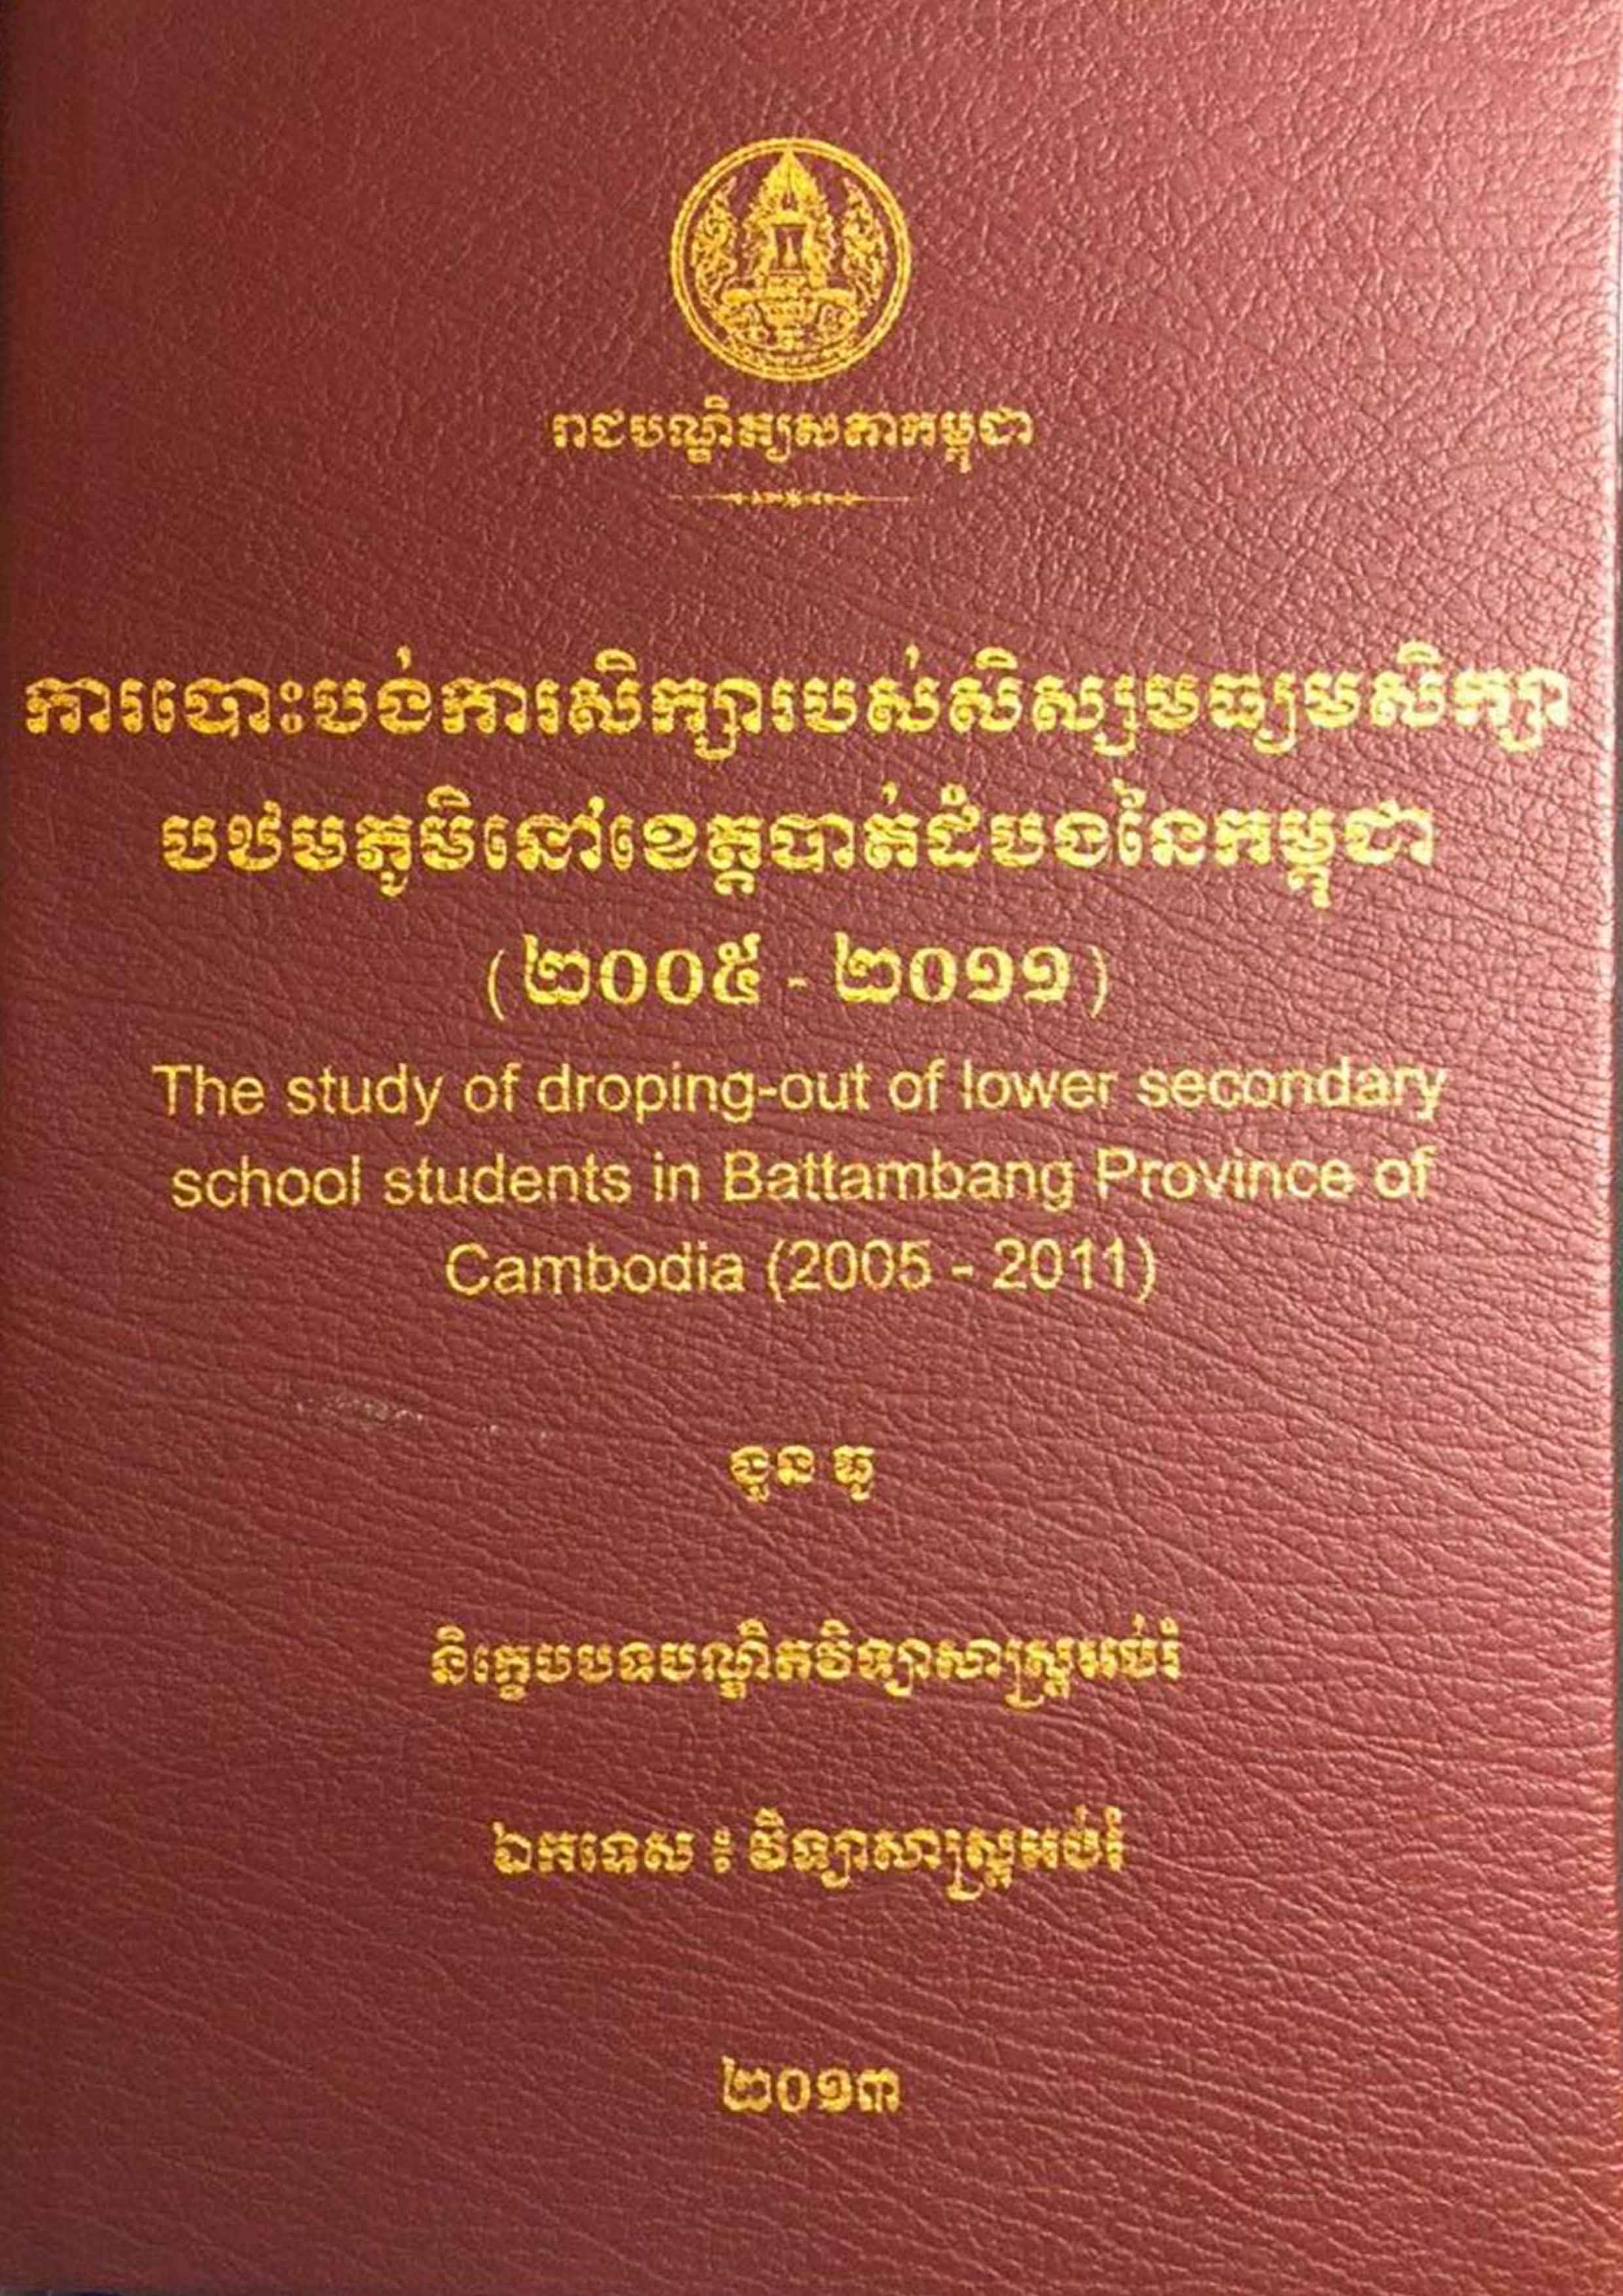 រាជបណ្ឌិត្យសភាកម្ពុជា
ការបោះបង់ការសិក្សារបស់សិស្សមធ្យមសិក្សា
បឋមភូមិនៅខេត្តបាត់ដំបងនៃកម្ពុជា
(២០០៥ - ២០១១)
The study of droping-out of lower secondary
school students in Battambang Province of
Cambodia (2005 - 2011)
ងួន ធូ
និក្ខេបបទបណ្ឌិតវិទ្យាសាស្ត្រអប់រំ
ឯកទេស ៖ វិទ្យាសាស្ត្រអប់រំ
២០១៣